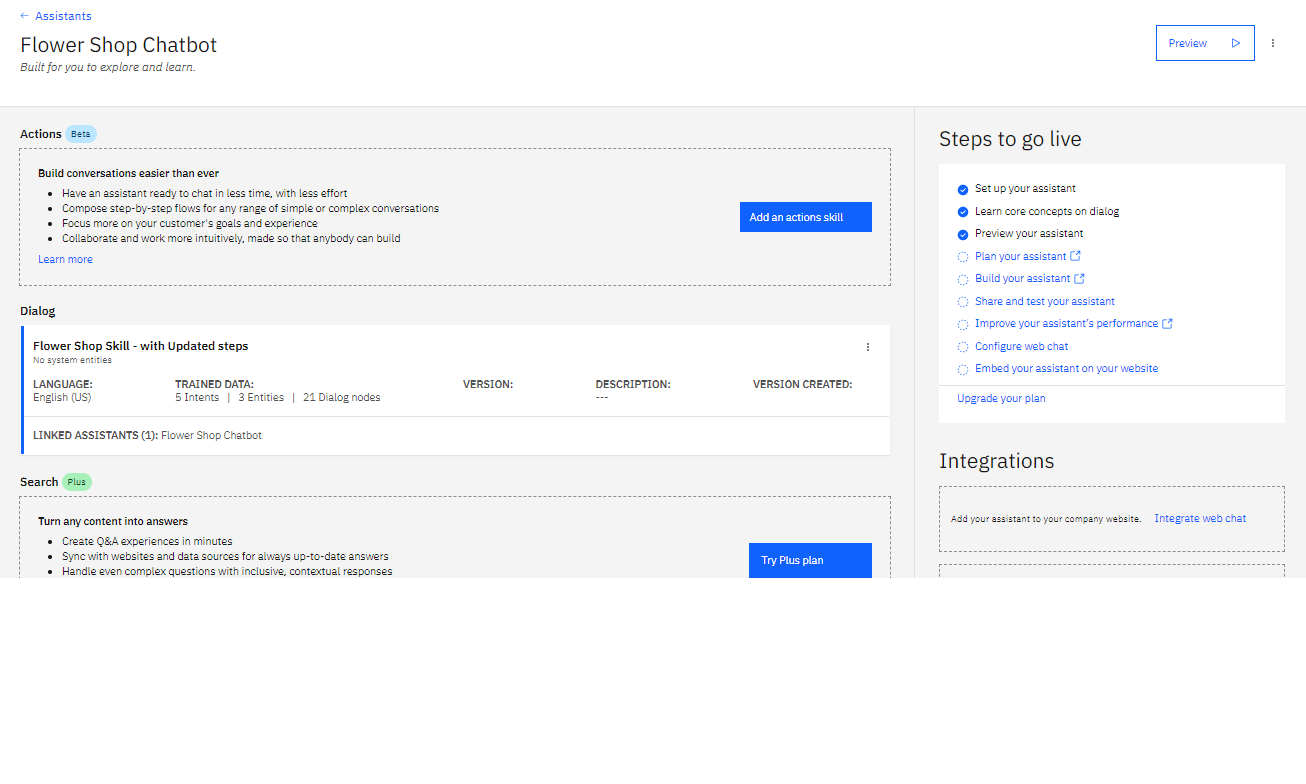 ← Assistants
Flower Shop Chatbot
Built for you to explore and learn.
Preview
Actions Beta
Build conversations easier than ever
• Have an assistant ready to chat in less time, with less effort
• Compose step-by-step flows for any range of simple or complex conversations
• Focus more on your customer's goals and experience
• Collaborate and work more intuitively, made so that anybody can build
Learn more
Add an actions skill
Dialog
Flower Shop Skill - with Updated steps
No system entities
LANGUAGE: TRAINED DATA: VERSION: DESCRIPTION: VERSION CREATED:
English (US) 5 Intents | 3 Entities | 21 Dialog nodes ---
LINKED ASSISTANTS (1): Flower Shop Chatbot
Search Plus
Turn any content into answers
• Create Q&A experiences in minutes
• Sync with websites and data sources for always up-to-date answers
• Handle even complex questions with inclusive, contextual responses
Try Plus plan
Steps to go live
Set up your assistant
Learn core concepts on dialog
Preview your assistant
Plan your assistant
Build your assistant
Share and test your assistant
Improve your assistant's performance
Configure web chat
Embed your assistant on your website
Upgrade your plan
Integrations
Add your assistant to your company website. Integrate web chat